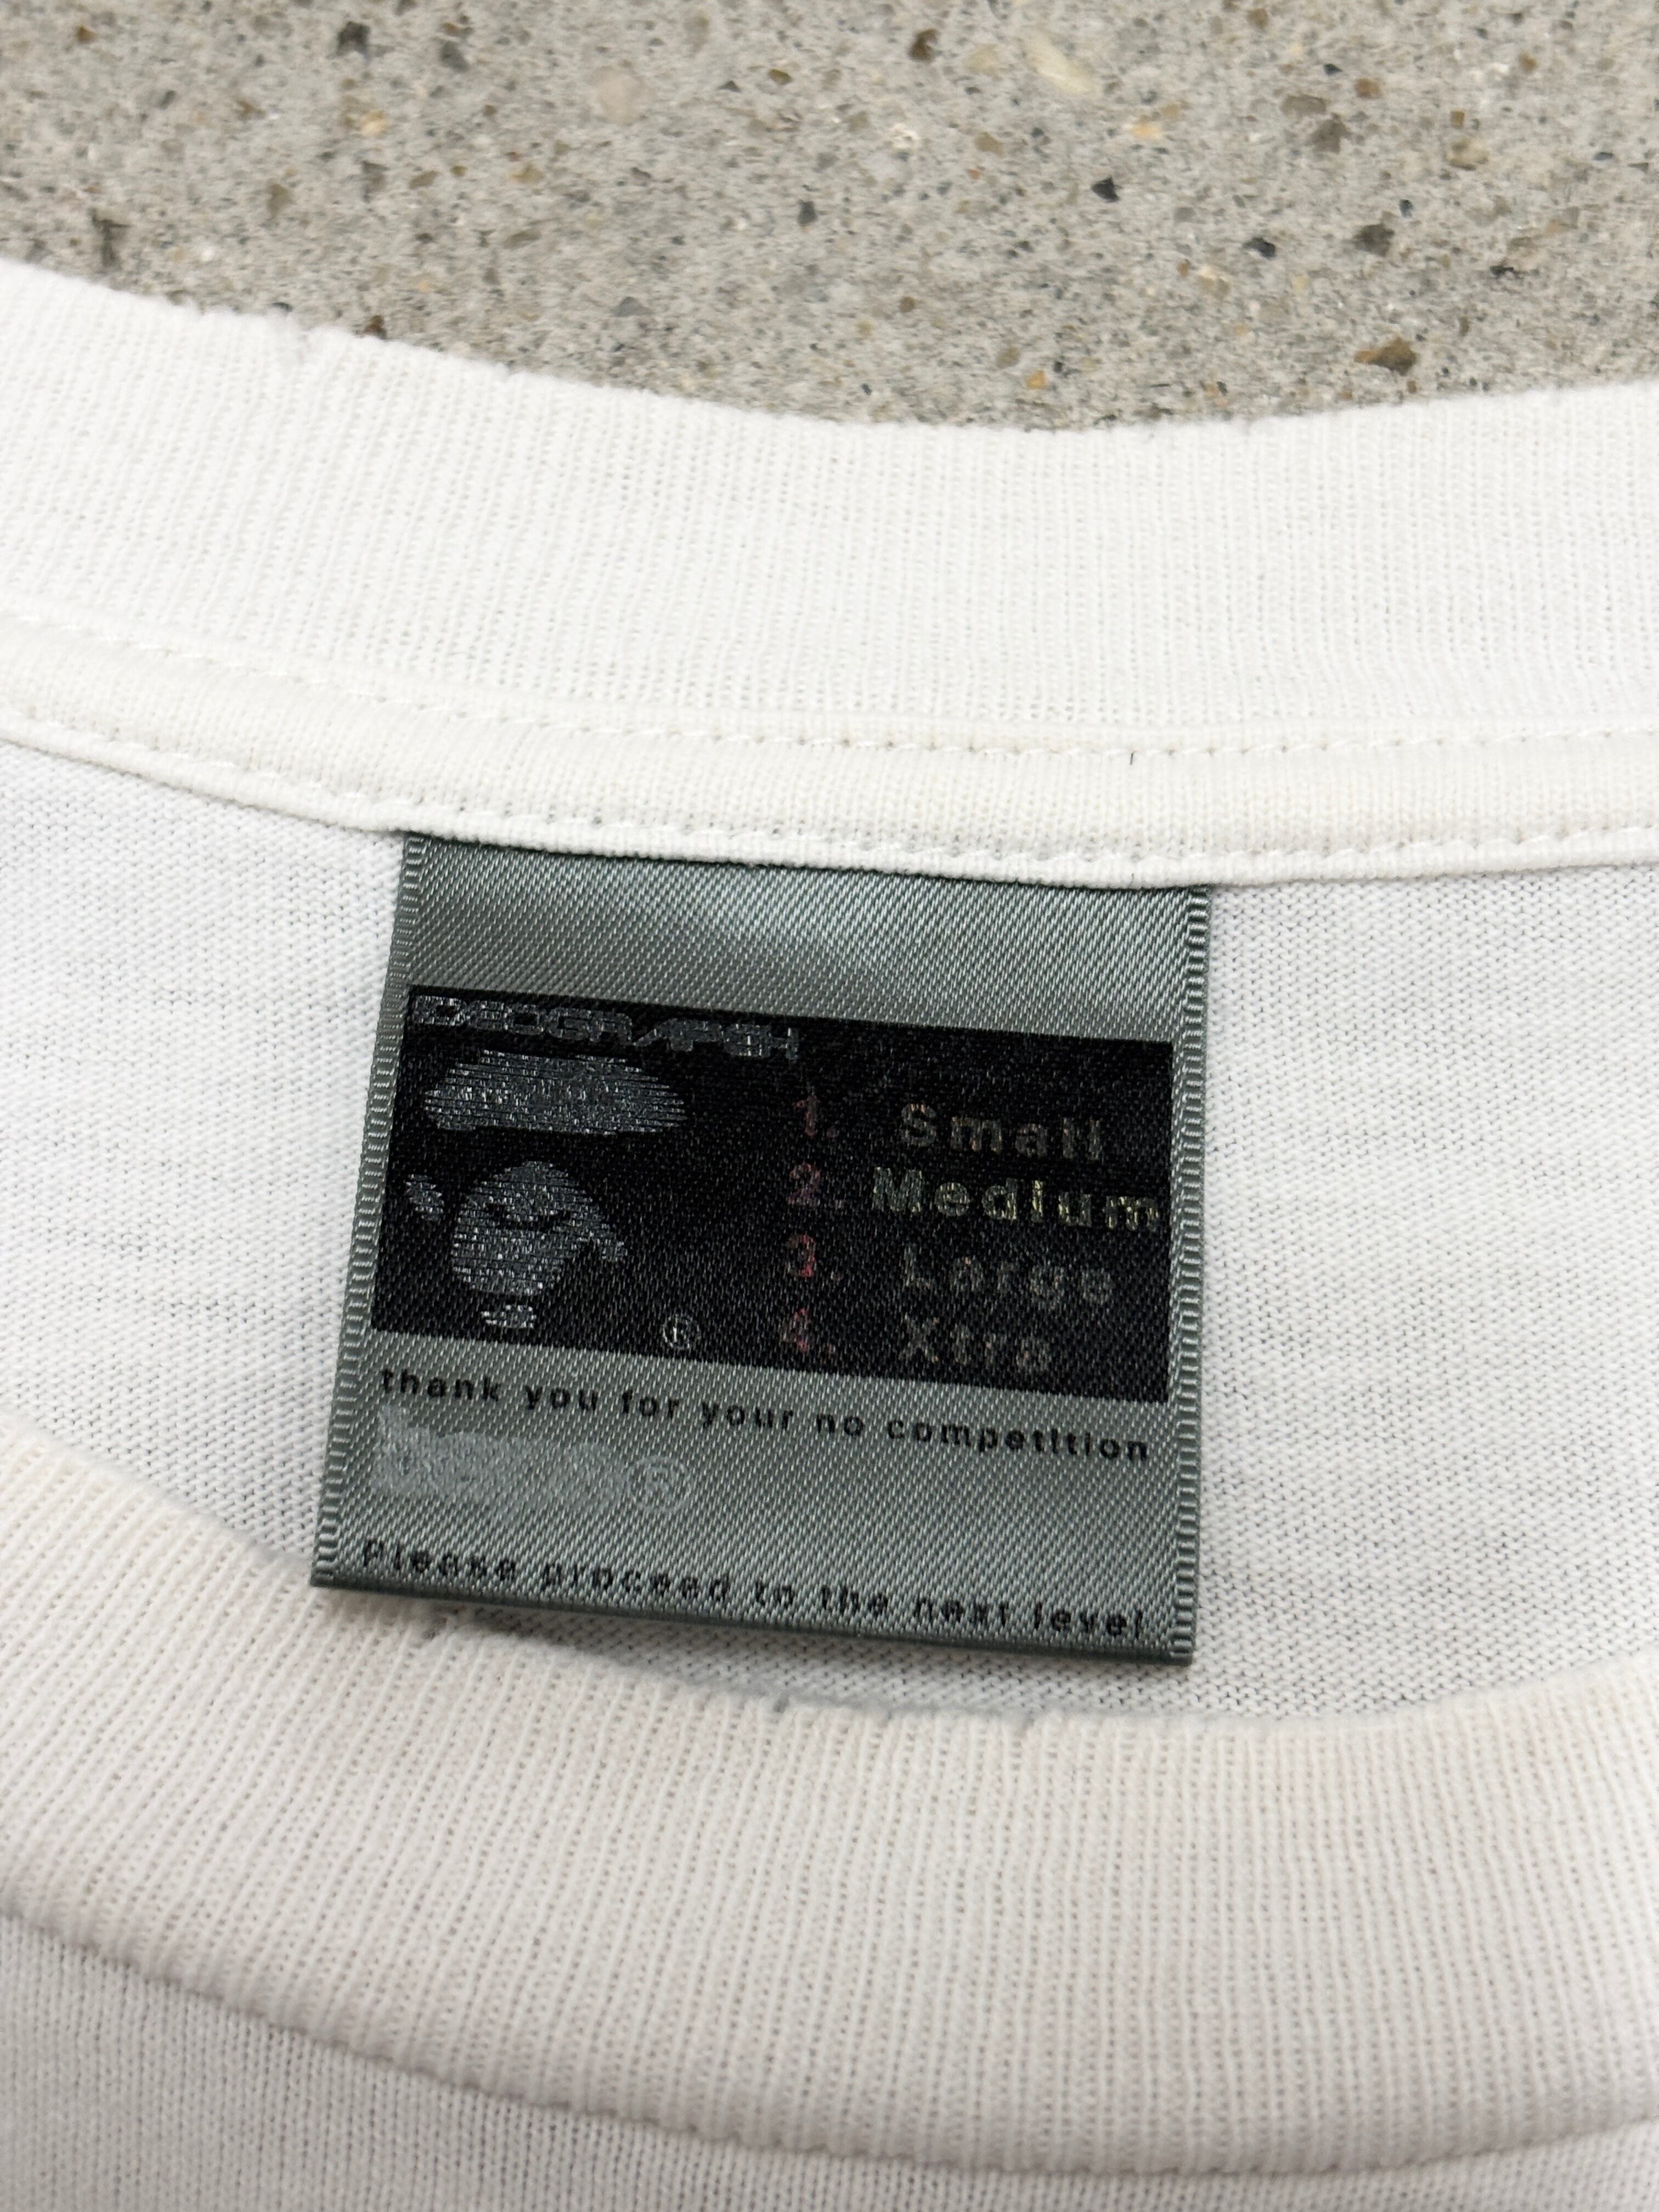 IDEOGRAPGH
1. Small
2. Medium
3. Large
4. Xtra
®
thank you for your no competition
®
Please proceed to the next level